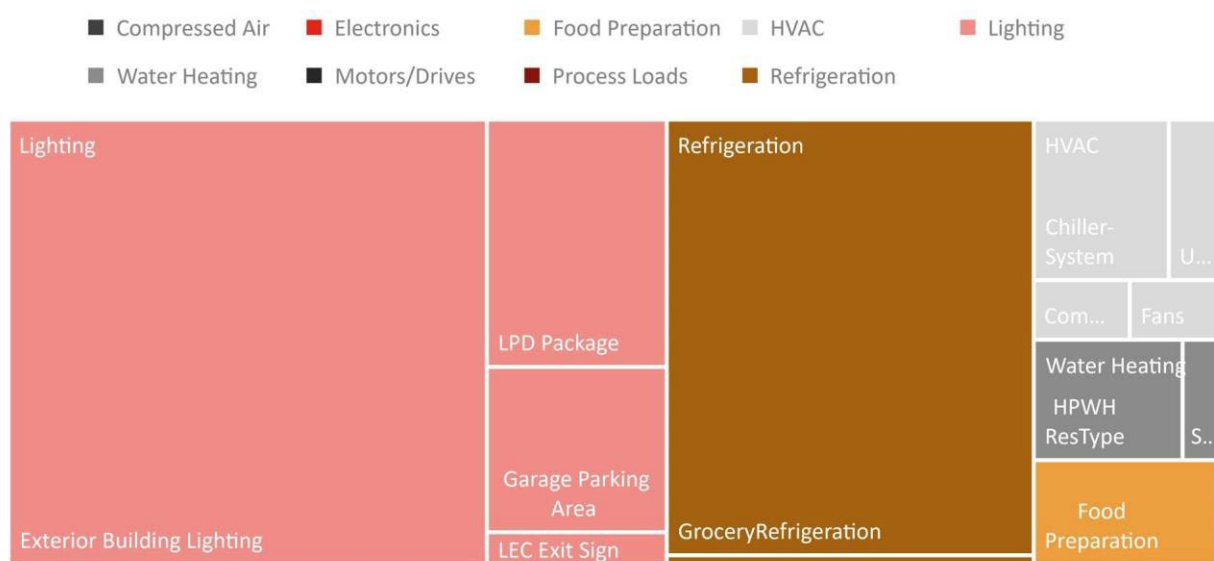 Compressed Air Electronics Food Preparation HVAC Lighting
Water Heating Motors/Drives Process Loads Refrigeration
Lighting
Refrigeration
HVAC
Chiller-
System
U...
Com...
Fans
LPD Package
Water Heating
HPWH
ResType
S...
Garage Parking
Area
Food
Preparation
Exterior Building Lighting
LEC Exit Sign
GroceryRefrigeration